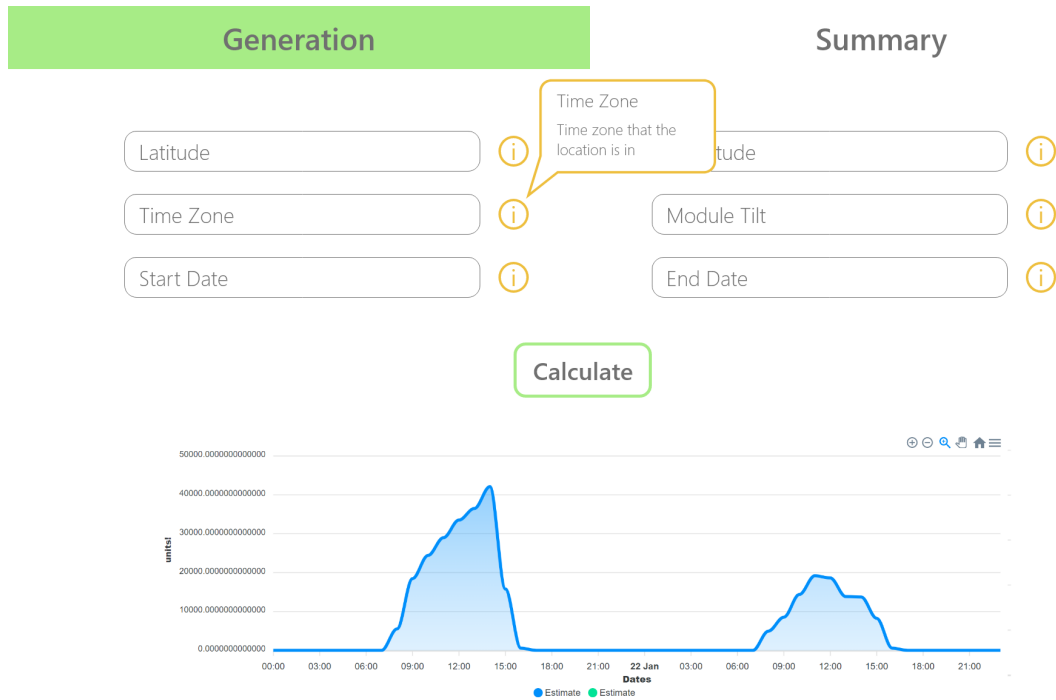 Generation
Summary
Time Zone
Time zone that the
location is in
Latitude
tude
Time Zone
Module Tilt
Start Date
End Date
Calculate
50000.0000000000000
40000.0000000000000
30000.0000000000000
20000.0000000000000
10000.0000000000000
0.0000000000000
units!
00:00 03:00 06:00 09:00 12:00 15:00 18:00 21:00 22 Jan 03:00 06:00 09:00 12:00 15:00 18:00 21:00
Dates
Estimate Estimate